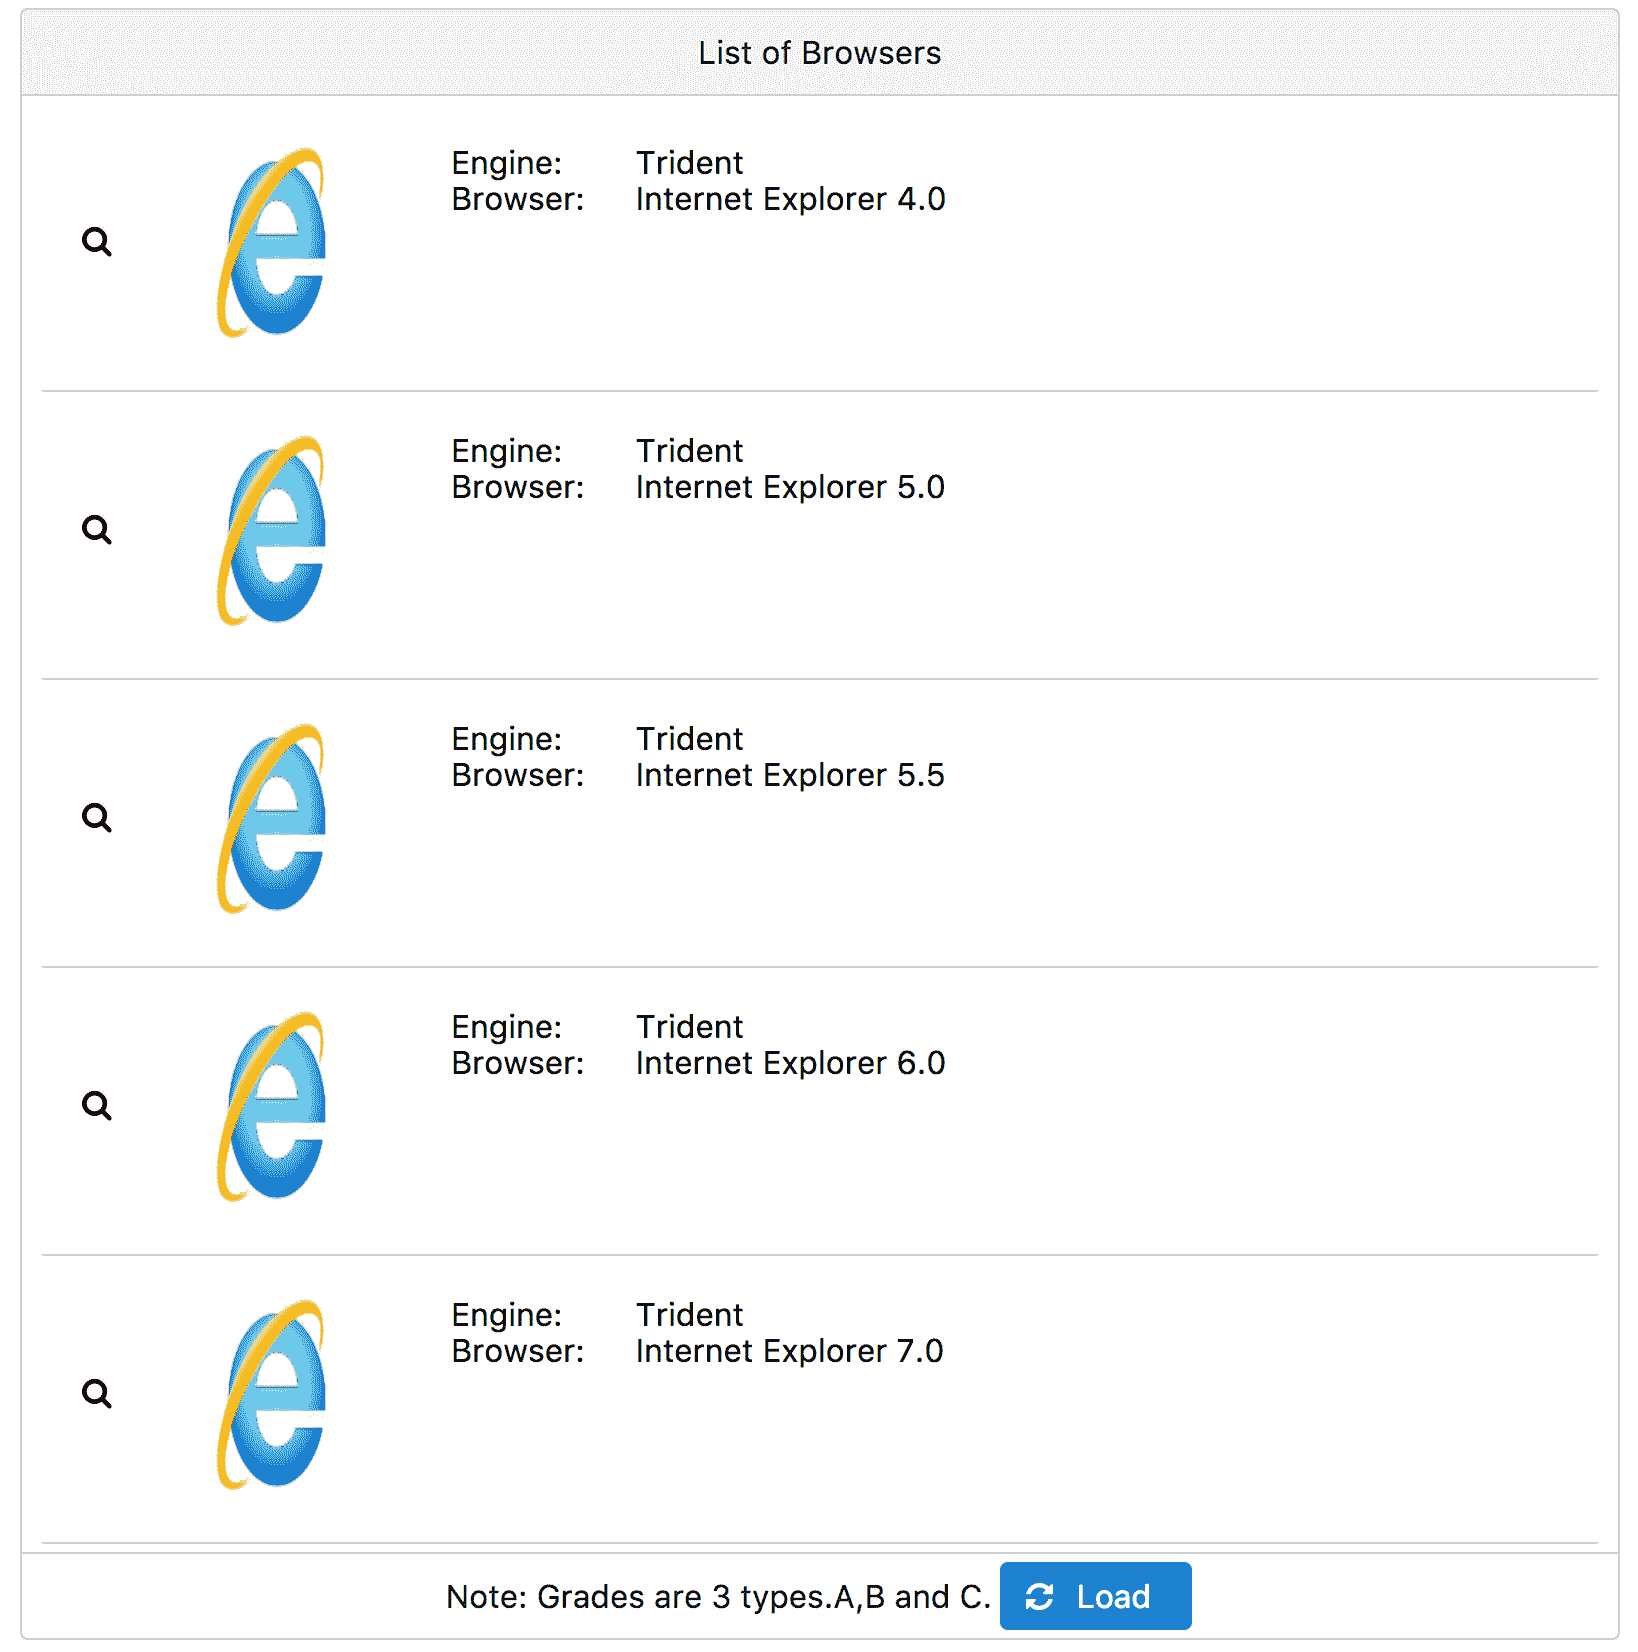 List of Browsers
Engine: Trident
Browser: Internet Explorer 4.0
Engine: Trident
Browser: Internet Explorer 5.0
Engine: Trident
Browser: Internet Explorer 5.5
Engine: Trident
Browser: Internet Explorer 6.0
Engine: Trident
Browser: Internet Explorer 7.0
Note: Grades are 3 types.A,B and C. Load